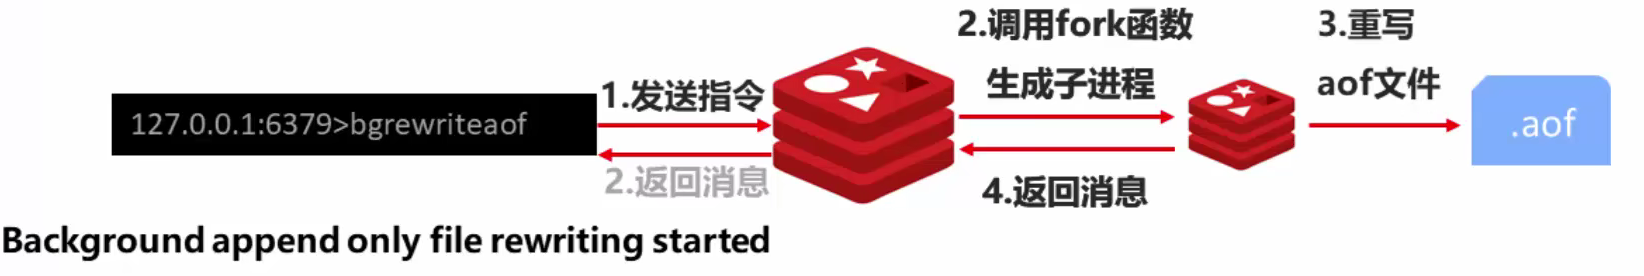 127.0.0.1:6379>bgrewriteaof
1.发送指令
2.返回消息
2.调用fork函数
生成子进程
4.返回消息
3.重写
aof文件
.aof
Background append only file rewriting started